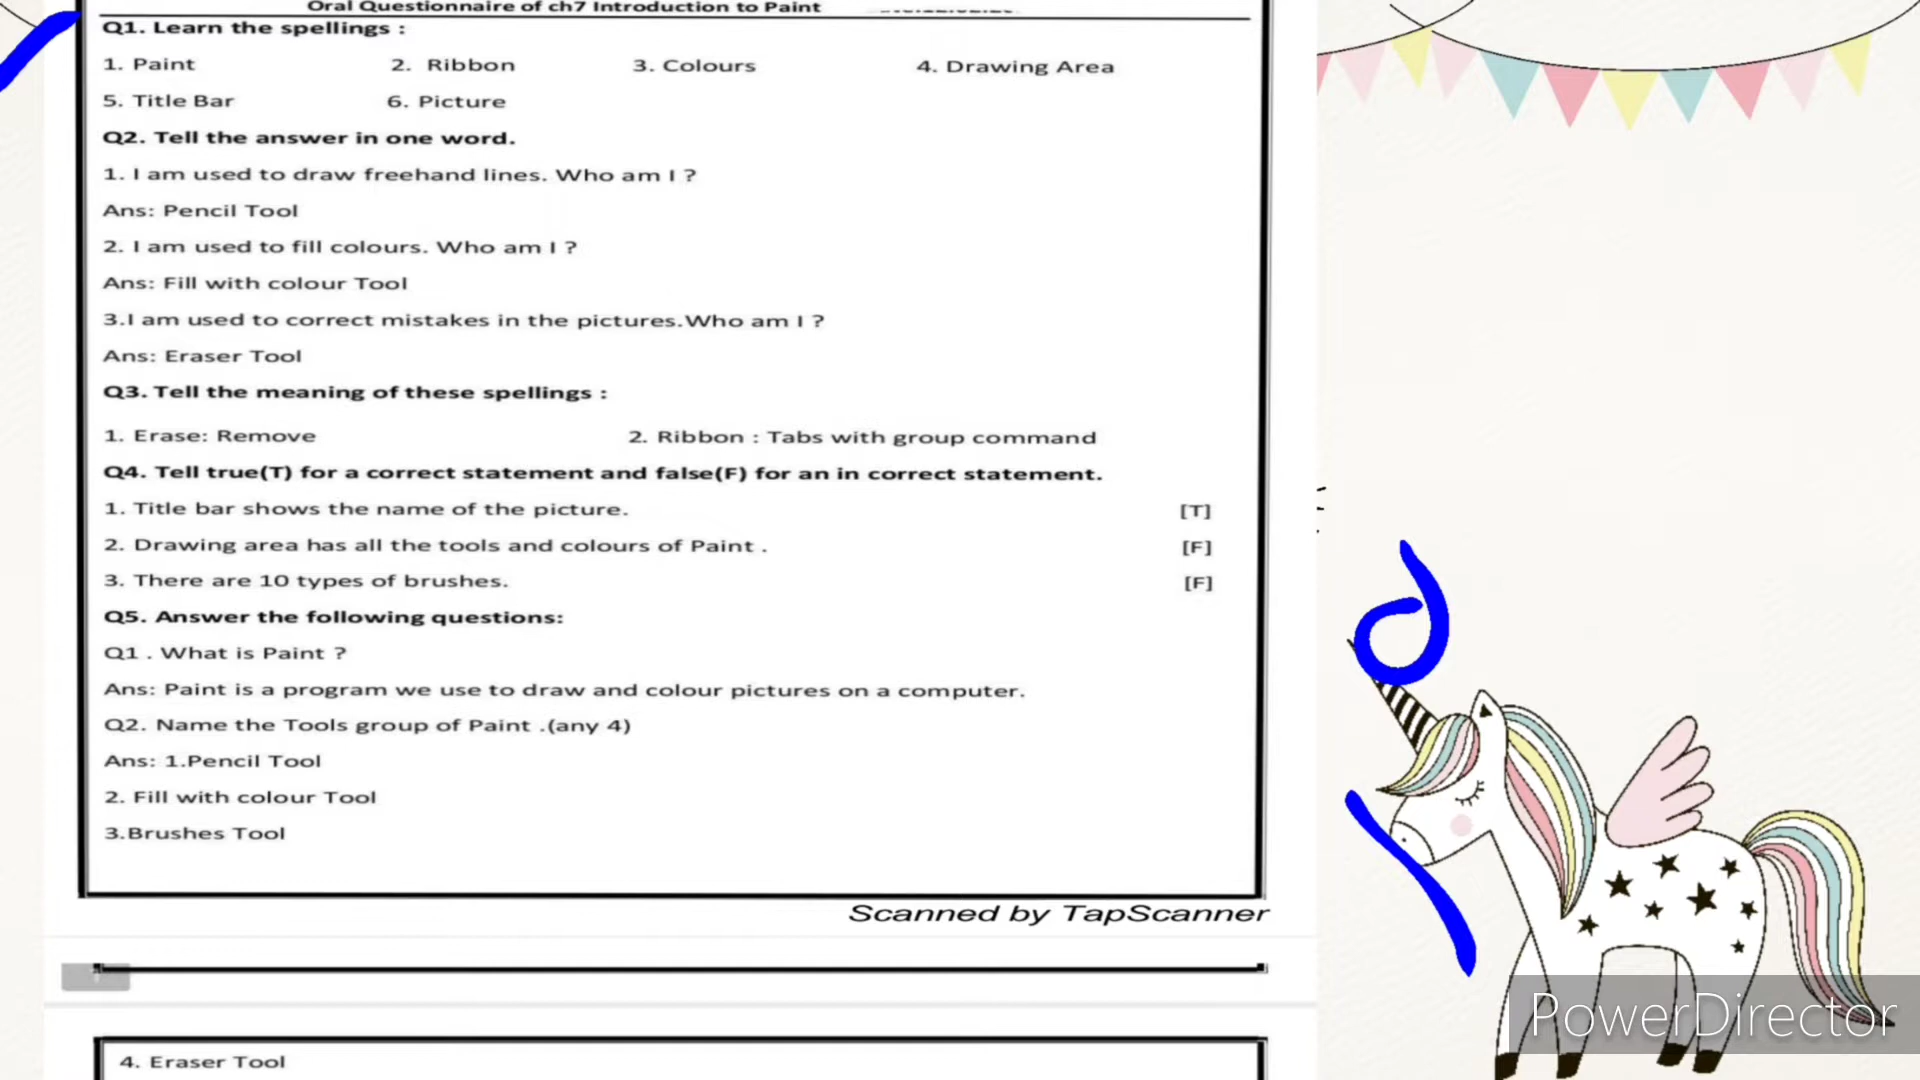 Oral Questionnaire of ch7 Introduction to Paint
Q1. Learn the spellings :
1. Paint 2. Ribbon 3. Colours 4. Drawing Area
5. Title Bar 6. Picture
Q2. Tell the answer in one word.
1. I am used to draw freehand lines. Who am I ?
Ans: Pencil Tool
2. I am used to fill colours. Who am I ?
Ans: Fill with colour Tool
3.I am used to correct mistakes in the pictures.Who am I ?
Ans: Eraser Tool
Q3. Tell the meaning of these spellings :
1. Erase: Remove 2. Ribbon : Tabs with group command
Q4. Tell true(T) for a correct statement and false(F) for an in correct statement.
1. Title bar shows the name of the picture. [T]
2. Drawing area has all the tools and colours of Paint . [F]
3. There are 10 types of brushes. [F]
Q5. Answer the following questions:
Q1 . What is Paint ?
Ans: Paint is a program we use to draw and colour pictures on a computer.
Q2. Name the Tools group of Paint .(any 4)
Ans: 1.Pencil Tool
2. Fill with colour Tool
3.Brushes Tool
Scanned by TapScanner
4. Eraser Tool
PowerDirector